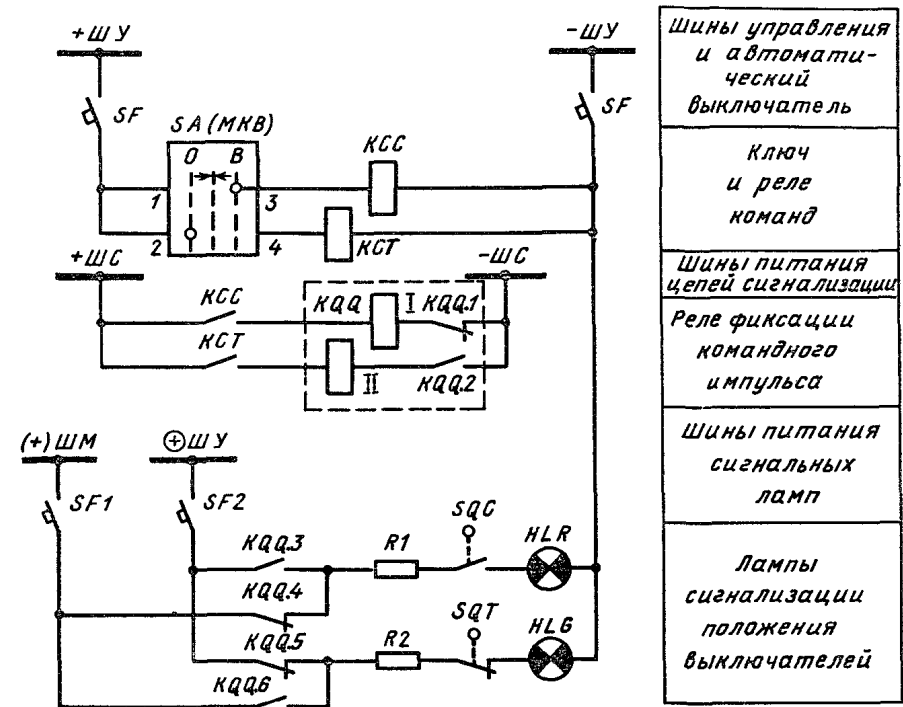 +ШУ
-ШУ
SF
SF
SA (МКВ)
О В
КСС
1
3
2
4
КСТ
+ШС
-ШС
КСС
KQQ
I
KQQ.1
КСТ
II
KQQ.2
(+)ШМ
⊕ШУ
SF1
SF2
SQC
KQQ.3
R1
HLR
KQQ.4
SQT
KQQ.5
R2
HLG
KQQ.6
Шины управления
и автомати-
ческий
выключатель
Ключ
и реле
команд
Шины питания
цепей сигнализации
Реле фиксации
командного
импульса
Шины питания
сигнальных
ламп
Лампы
сигнализации
положения
выключателей